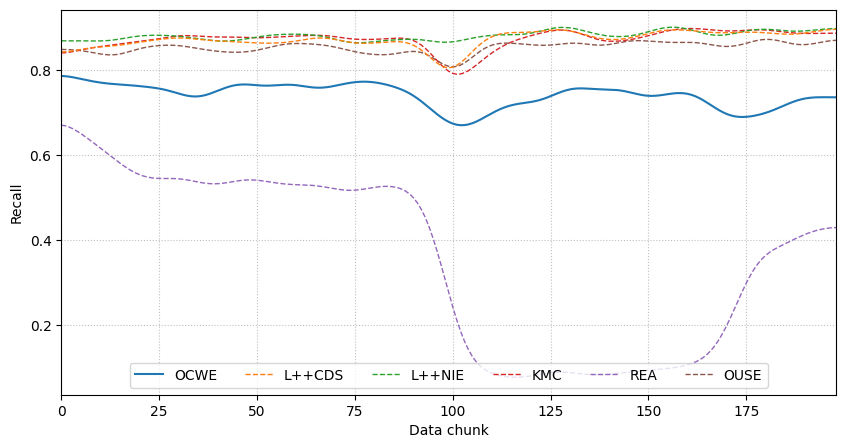 Recall
0.8
0.6
0.4
0.2
OCWE L++CDS L++NIE KMC REA OUSE
0 25 50 75 100 125 150 175
Data chunk